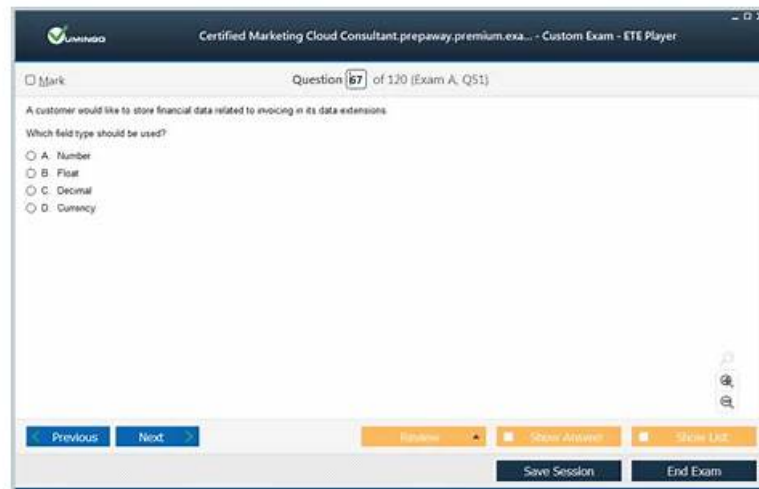 VUMINGO
Certified Marketing Cloud Consultant.prepaway.premium.exa... - Custom Exam - ETE Player
Mark
Question 67 of 120 (Exam A, Q51)
A customer would like to store financial data related to invoicing in its data extensions.
Which field type should be used?
A. Number
B. Float
C. Decimal
D. Currency
Previous
Next
Review
Show Answer
Show List
Save Session
End Exam